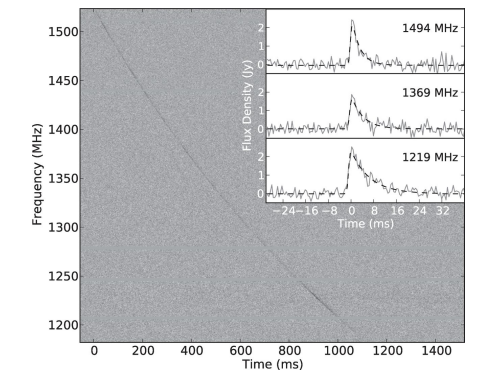 1500
1450
1400
1350
1300
1250
1200
Frequency (MHz)
0 200 400 600 800 1000 1200 1400
Time (ms)
Flux Density (Jy)
2
1
0
1494 MHz
2
1
0
1369 MHz
2
1
0
1219 MHz
−24−16−8 0 8 16 24 32
Time (ms)